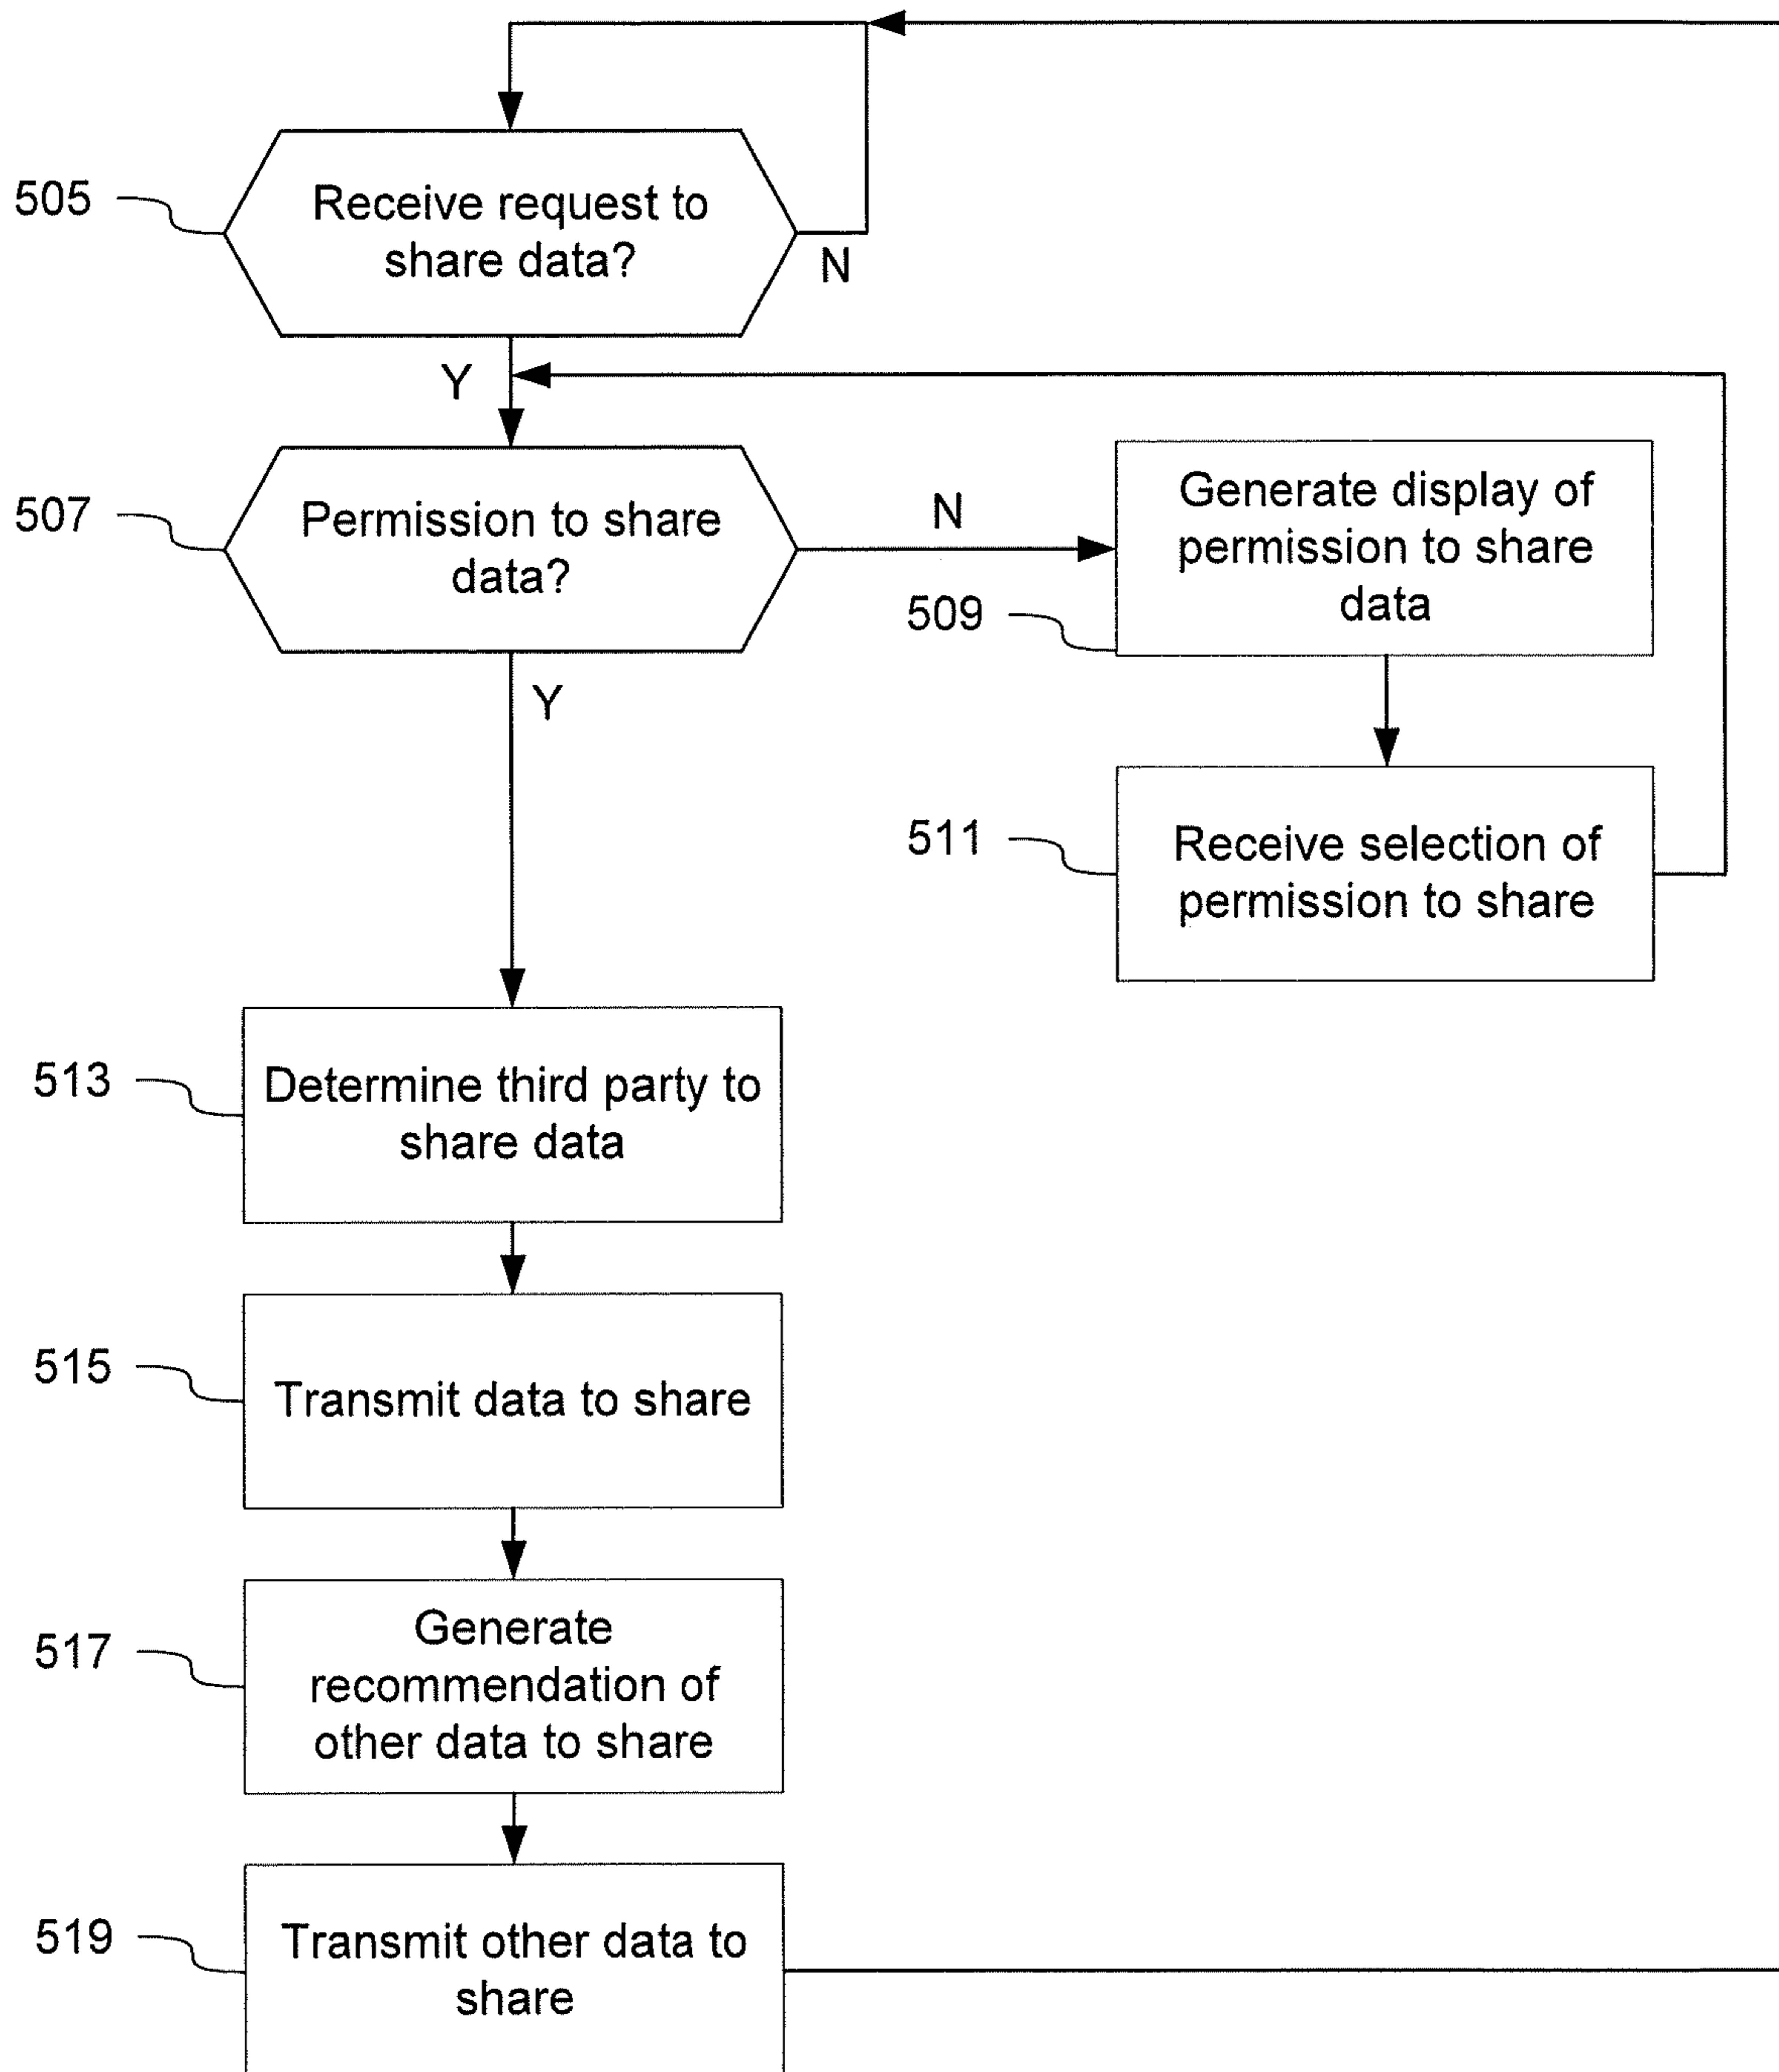 505
Receive request to
share data?
N
Y
507
Permission to share
data?
N
Generate display of
permission to share
data
509
Y
511
Receive selection of
permission to share
513
Determine third party to
share data
515
Transmit data to share
517
Generate
recommendation of
other data to share
519
Transmit other data to
share